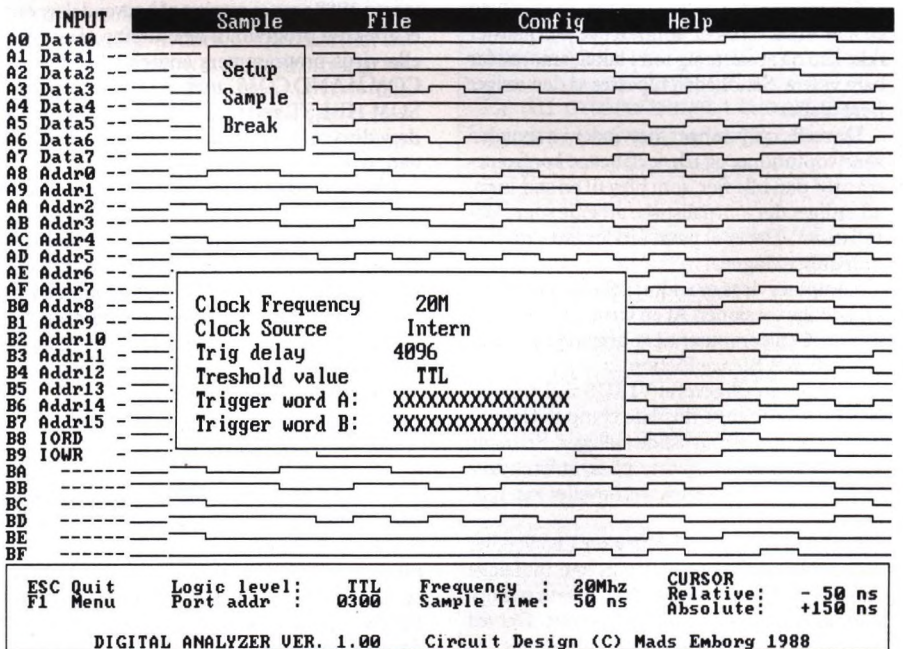 INPUT Sample File Config Help
A0 Data0 --
A1 Data1 --
A2 Data2 --
A3 Data3 --
A4 Data4 --
A5 Data5 --
A6 Data6 --
A7 Data7 --
A8 Addr0 --
A9 Addr1 --
AA Addr2 --
AB Addr3 --
AC Addr4 --
AD Addr5 --
AE Addr6 --
AF Addr7 --
B0 Addr8 --
B1 Addr9 --
B2 Addr10 --
B3 Addr11 -
B4 Addr12 -
B5 Addr13 -
B6 Addr14 -
B7 Addr15 -
B8 IORD -
B9 IOWR -
BA ------
BB ------
BC ------
BD ------
BE ------
BF ------
Setup
Sample
Break
Clock Frequency 20M
Clock Source Intern
Trig delay 4096
Treshold value TTL
Trigger word A: XXXXXXXXXXXXXXXX
Trigger word B: XXXXXXXXXXXXXXXX
ESC Quit Logic level: TTL Frequency : 20Mhz CURSOR
F1 Menu Port addr : 0300 Sample Time: 50 ns Relative: - 50 ns
Absolute: +150 ns
DIGITAL ANALYZER VER. 1.00 Circuit Design (C) Mads Emborg 1988